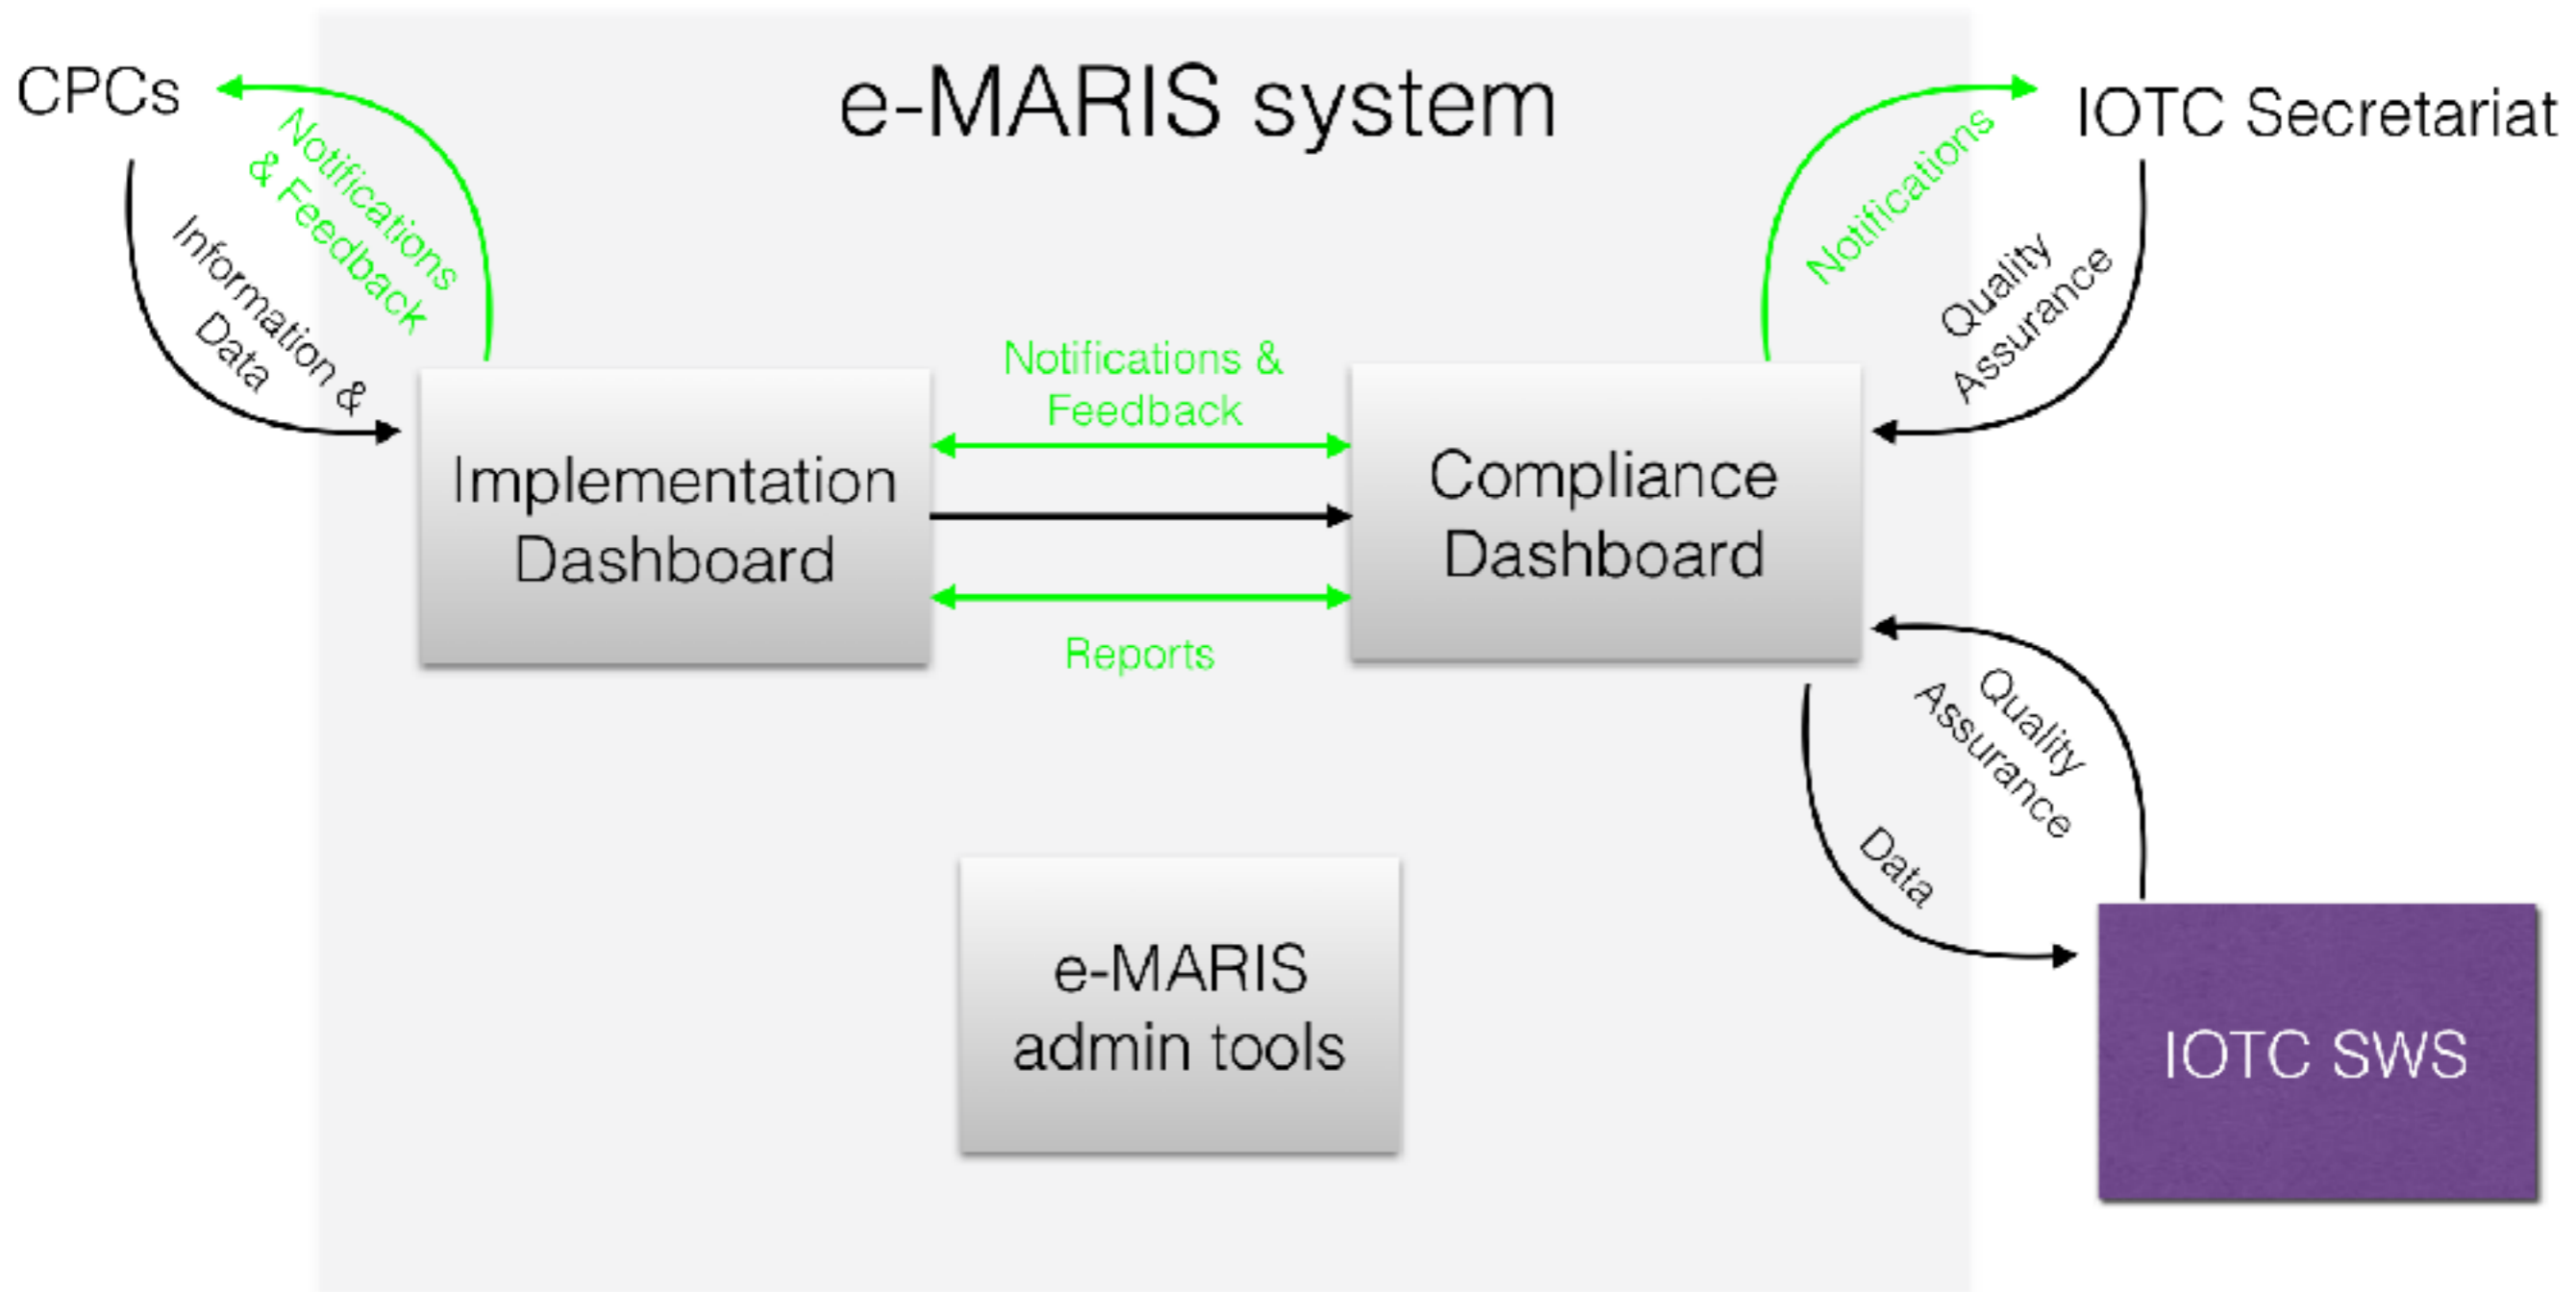 e-MARIS system
CPCs
IOTC Secretariat
Notifications
& Feedback
Information &
Data
Notifications
Quality
Assurance
Notifications &
Feedback
Implementation
Dashboard
Compliance
Dashboard
Reports
Quality
Assurance
Data
e-MARIS
admin tools
IOTC SWS